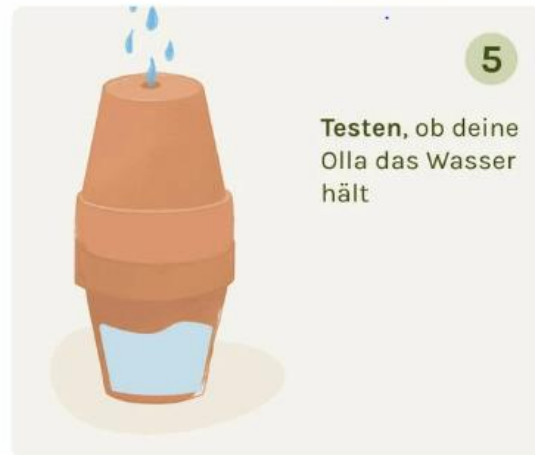 5
Testen, ob deine
Olla das Wasser
hält